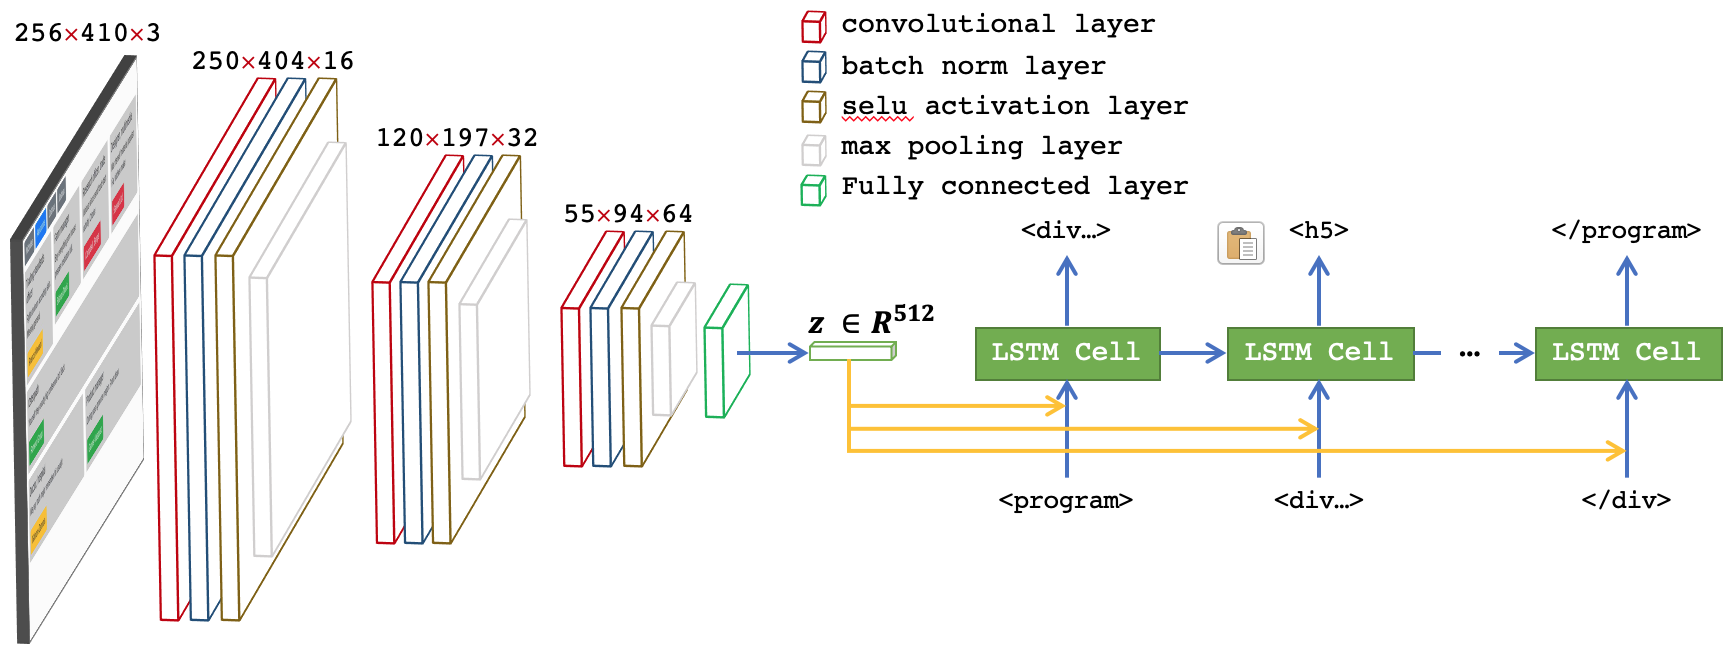 256×410×3
250×404×16
120×197×32
55×94×64
convolutional layer
batch norm layer
selu activation layer
max pooling layer
Fully connected layer
z ∈ R⁵¹²
<div…>
<h5>
</program>
LSTM Cell
LSTM Cell
…
LSTM Cell
<program>
<div…>
</div>